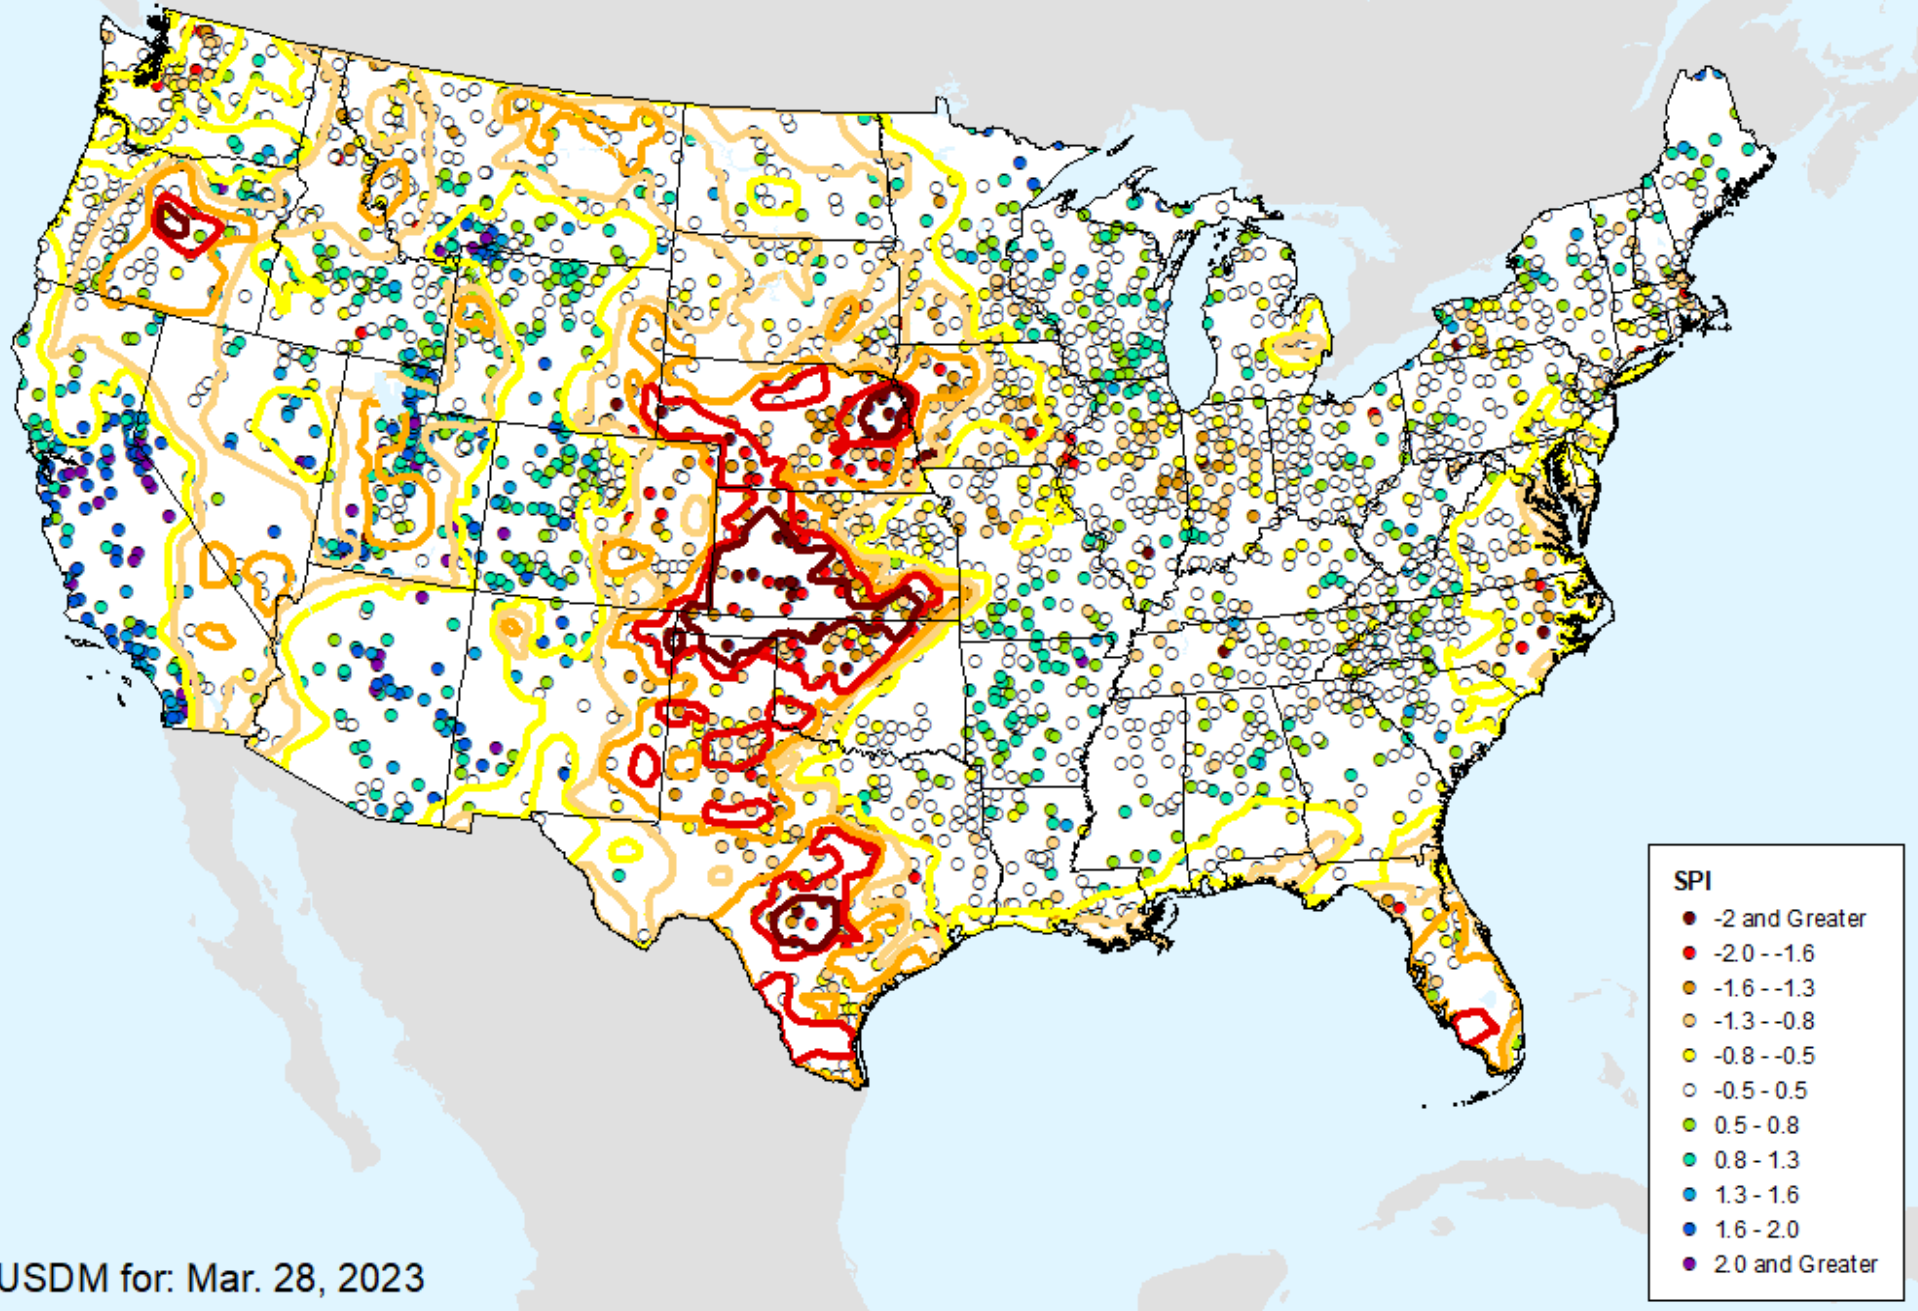 SPI
-2 and Greater
-2.0 - -1.6
-1.6 - -1.3
-1.3 - -0.8
-0.8 - -0.5
-0.5 - 0.5
0.5 - 0.8
0.8 - 1.3
1.3 - 1.6
1.6 - 2.0
2.0 and Greater
USDM for: Mar. 28, 2023